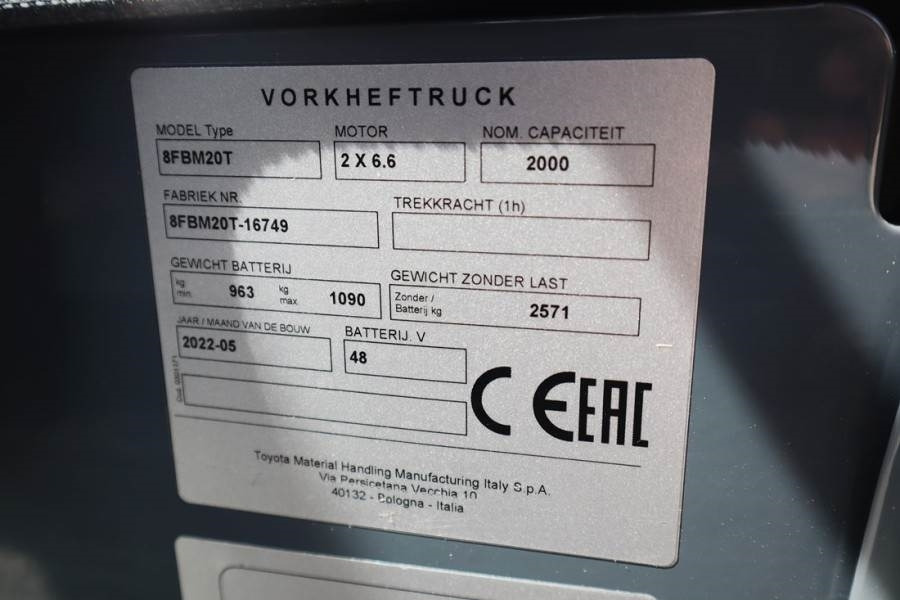 VORKHEFTRUCK
MODEL Type MOTOR NOM. CAPACITEIT
8FBM20T 2 X 6.6 2000
FABRIEK NR. TREKKRACHT (1h)
8FBM20T-16749
GEWICHT BATTERIJ GEWICHT ZONDER LAST
kg min. 963 kg max. 1090 Zonder / Batterij kg 2571
JAAR / MAAND VAN DE BOUW BATTERIJ. V
2022-05 48
CE EAC
Toyota Material Handling Manufacturing Italy S.p.A.
Via Persicetana Vecchia 10
40132 - Bologna - Italia